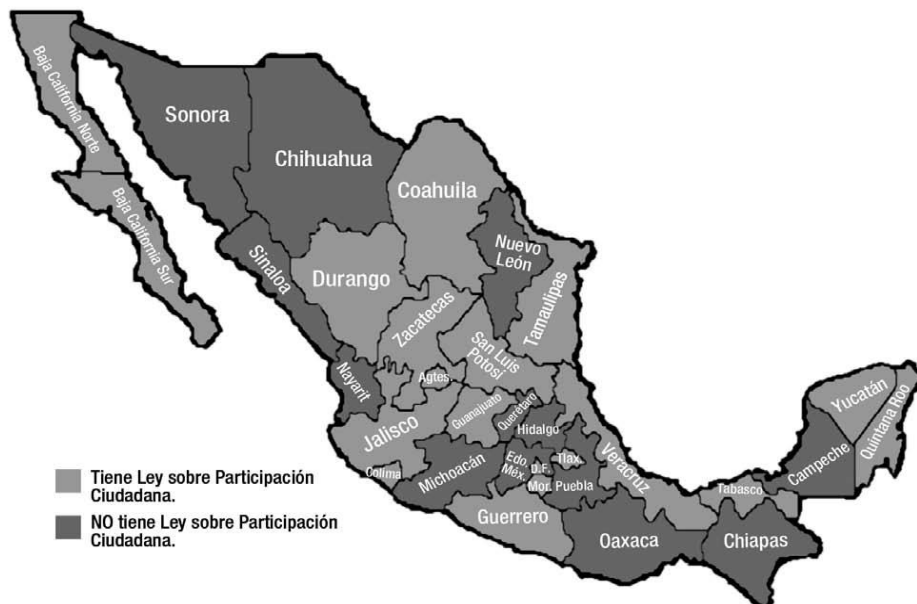 Baja California Norte
Sonora
Chihuahua
Coahuila
Baja California Sur
Sinaloa
Durango
Nuevo
León
Tamaulipas
Zacatecas
San Luis
Potosí
Nayarit
Agtes.
Guanajuato
Querétaro
Hidalgo
Jalisco
Colima
Michoacán
Edo.
Méx.
D.F.
Mor.
Tlax.
Puebla
Veracruz
Guerrero
Oaxaca
Tabasco
Chiapas
Campeche
Yucatán
Quintana Roo
Tiene Ley sobre Participación
Ciudadana.
NO tiene Ley sobre Participación
Ciudadana.